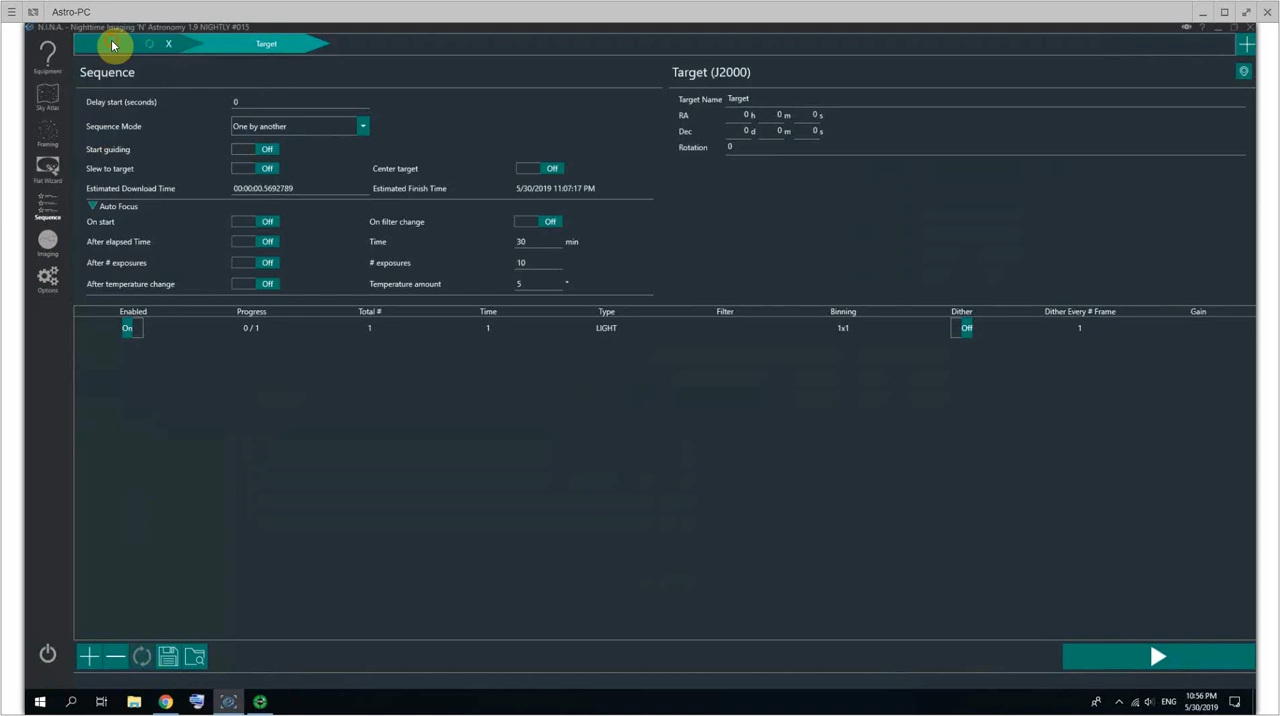 Astro-PC
N.I.N.A. - Nighttime Imaging 'N' Astronomy 1.9 NIGHTLY #015
X Target
Equipment
Sky Atlas
Framing
Flat Wizard
Sequence
Imaging
Options
Sequence
Delay start (seconds) 0
Sequence Mode One by another
Start guiding Off
Slew to target Off Center target Off
Estimated Download Time 00:00:00.5692789 Estimated Finish Time 5/30/2019 11:07:17 PM
Auto Focus
On start Off On filter change Off
After elapsed Time Off Time 30 min
After # exposures Off # exposures 10
After temperature change Off Temperature amount 5 °
Target (J2000)
Target Name Target
RA 0 h 0 m 0 s
Dec 0 d 0 m 0 s
Rotation 0
Enabled Progress Total # Time Type Filter Binning Dither Dither Every # Frame Gain
On 0 / 1 1 1 LIGHT 1x1 Off 1
ENG
10:56 PM
5/30/2019